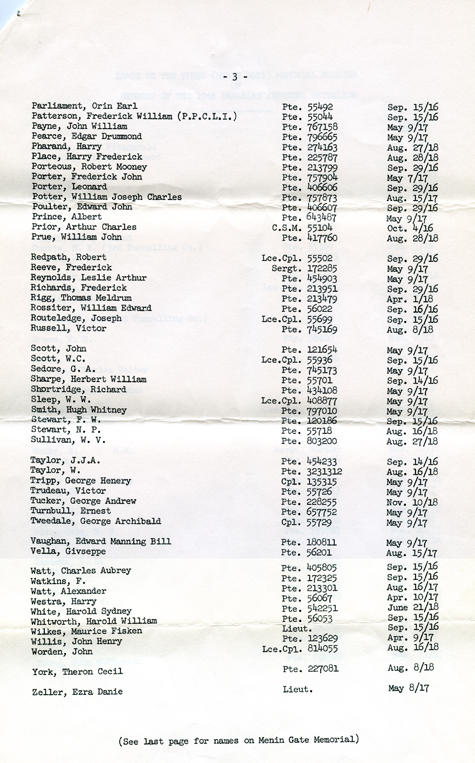 - 3 -
Parliament, Orin Earl Pte. 55492 Sep. 15/16
Patterson, Frederick William (P.P.C.L.I.) Pte. 55044 Sep. 15/16
Payne, John William Pte. 767158 May 9/17
Pearce, Edgar Drummond Pte. 796665 May 9/17
Pharand, Harry Pte. 274163 Aug. 27/18
Place, Harry Frederick Pte. 225787 Aug. 28/18
Porteous, Robert Mooney Pte. 213799 Sep. 29/16
Porter, Frederick John Pte. 757904 May 7/17
Porter, Leonard Pte. 406606 Sep. 29/16
Potter, William Joseph Charles Pte. 757873 Aug. 15/17
Poulter, Edward John Pte. 406607 Sep. 29/16
Prince, Albert Pte. 643487 May 9/17
Prior, Arthur Charles C.S.M. 55104 Oct. 4/16
Prue, William John Pte. 417760 Aug. 28/18
Redpath, Robert Lce.Cpl. 55502 Sep. 29/16
Reeve, Frederick Sergt. 172285 May 9/17
Reynolds, Leslie Arthur Pte. 454903 May 9/17
Richards, Frederick Pte. 213951 Sep. 29/16
Rigg, Thomas Meldrum Pte. 213479 Apr. 1/18
Rossiter, William Edward Pte. 56022 Sep. 16/16
Routeledge, Joseph Lce.Cpl. 55699 Sep. 15/16
Russell, Victor Pte. 745169 Aug. 8/18
Scott, John Pte. 121654 May 9/17
Scott, W.C. Lce.Cpl. 55936 Sep. 15/16
Sedore, G. A. Pte. 745173 May 9/17
Sharpe, Herbert William Pte. 55701 Sep. 14/16
Shortridge, Richard Pte. 434108 May 9/17
Sleep, W. W. Lce.Cpl. 408877 May 9/17
Smith, Hugh Whitney Pte. 797010 May 9/17
Stewart, F. W. Pte. 120186 Sep. 15/16
Stewart, N. P. Pte. 55718 Aug. 16/18
Sullivan, W. V. Pte. 803200 Aug. 27/18
Taylor, J.J.A. Pte. 454233 Sep. 14/16
Taylor, W. Pte. 3231312 Aug. 16/18
Tripp, George Henery Cpl. 135315 May 9/17
Trudeau, Victor Pte. 55726 May 9/17
Tucker, George Andrew Pte. 228255 Nov. 10/18
Turnbull, Ernest Pte. 657752 May 9/17
Tweedale, George Archibald Cpl. 55729 May 9/17
Vaughan, Edward Manning Bill Pte. 180811 May 9/17
Vella, Givseppe Pte. 56201 Aug. 15/17
Watt, Charles Aubrey Pte. 405805 Sep. 15/16
Watkins, F. Pte. 172325 Sep. 15/16
Watt, Alexander Pte. 213301 Aug. 16/17
Westra, Harry Pte. 56067 Apr. 10/17
White, Harold Sydney Pte. 542251 June 21/18
Whitworth, Harold William Pte. 56053 Sep. 15/16
Wilkes, Maurice Fisken Lieut. Sep. 15/16
Willis, John Henry Pte. 123629 Apr. 9/17
Worden, John Lce.Cpl. 814055 Aug. 16/18
York, Theron Cecil Pte. 227081 Aug. 8/18
Zeller, Ezra Danie Lieut. May 8/17
(See last page for names on Menin Gate Memorial)